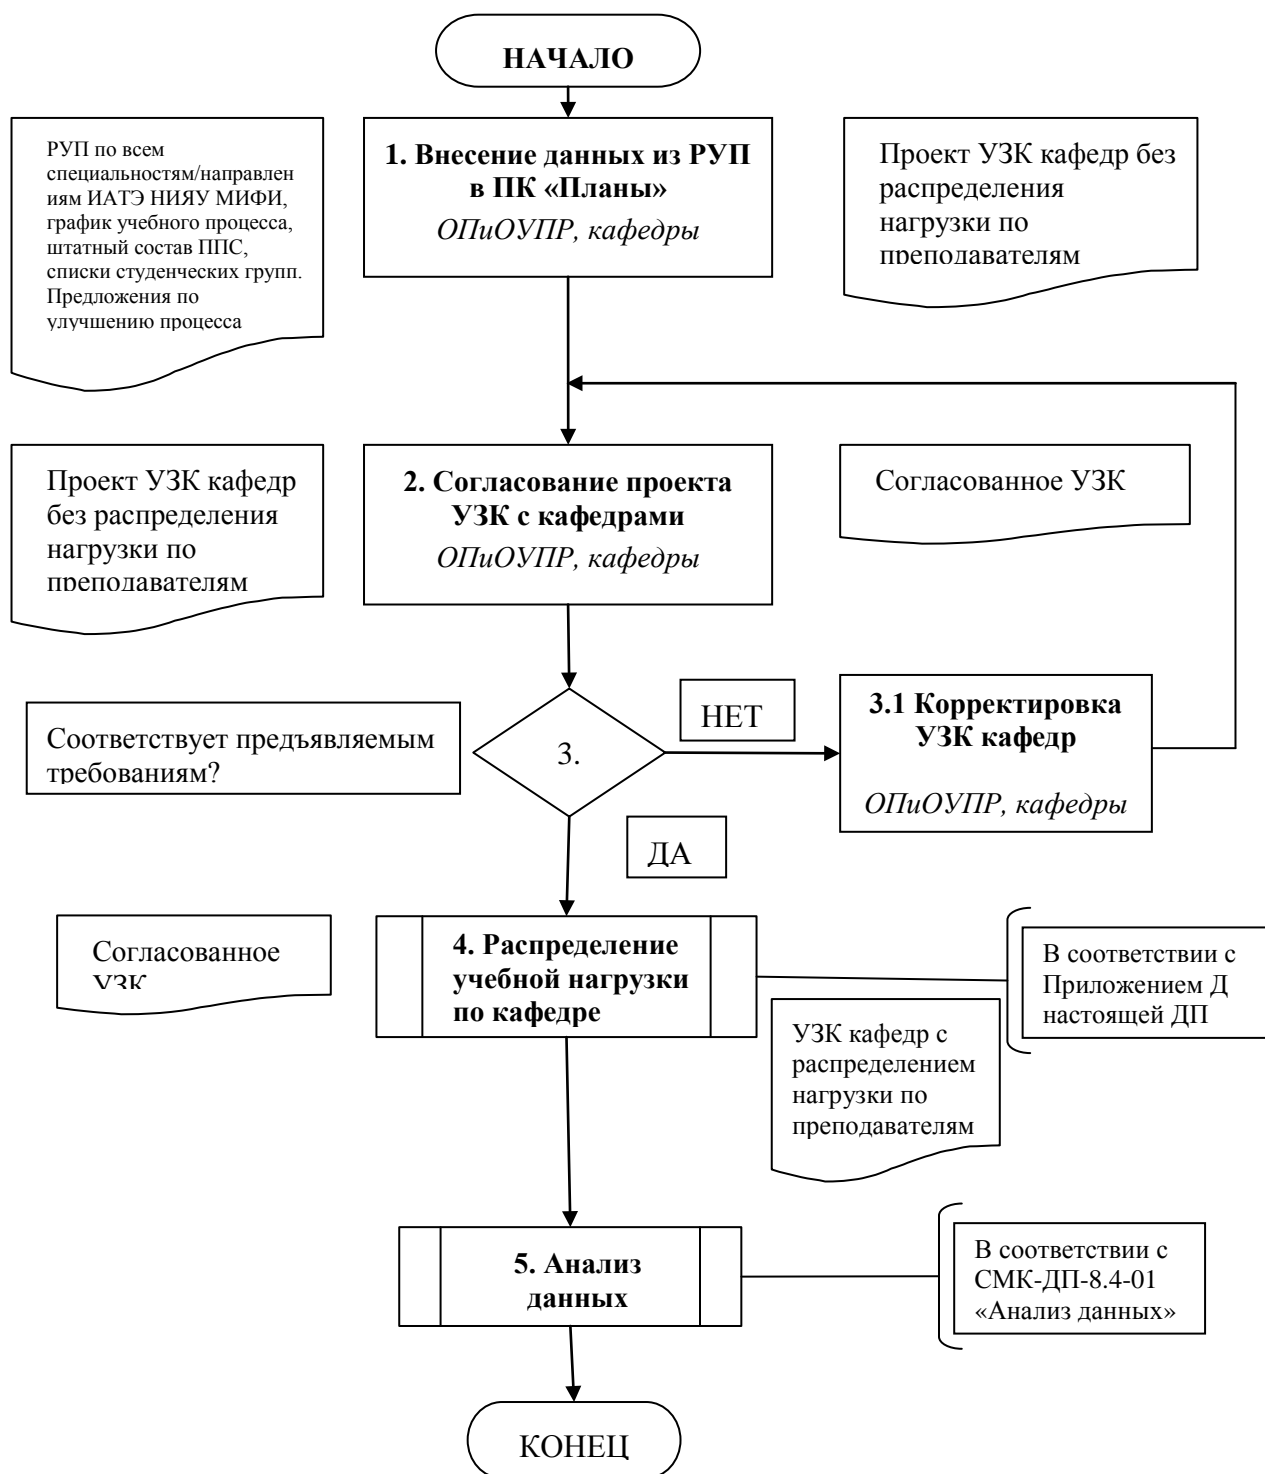 НАЧАЛО
РУП по всем
специальностям/направлен
иям ИАТЭ НИЯУ МИФИ,
график учебного процесса,
штатный состав ППС,
списки студенческих групп.
Предложения по
улучшению процесса
1. Внесение данных из РУП
в ПК «Планы»
ОПиОУПР, кафедры
Проект УЗК кафедр без
распределения
нагрузки по
преподавателям
Проект УЗК кафедр
без распределения
нагрузки по
преподавателям
2. Согласование проекта
УЗК с кафедрами
ОПиОУПР, кафедры
Согласованное УЗК
Соответствует предъявляемым
требованиям?
3.
НЕТ
3.1 Корректировка
УЗК кафедр
ОПиОУПР, кафедры
ДА
Согласованное
УЗК
4. Распределение
учебной нагрузки
по кафедре
В соответствии с
Приложением Д
настоящей ДП
УЗК кафедр с
распределением
нагрузки по
преподавателям
5. Анализ
данных
В соответствии с
СМК-ДП-8.4-01
«Анализ данных»
КОНЕЦ